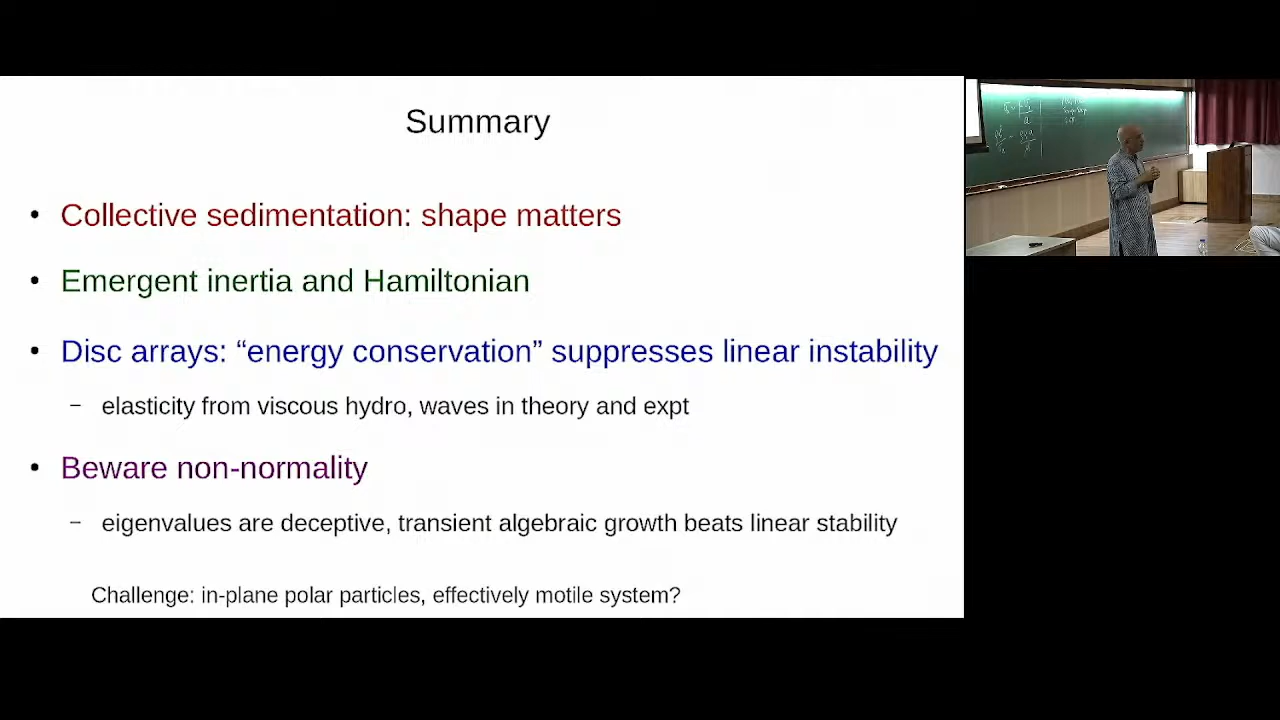 Summary
• Collective sedimentation: shape matters
• Emergent inertia and Hamiltonian
• Disc arrays: “energy conservation” suppresses linear instability
– elasticity from viscous hydro, waves in theory and expt
• Beware non-normality
– eigenvalues are deceptive, transient algebraic growth beats linear stability
Challenge: in-plane polar particles, effectively motile system?